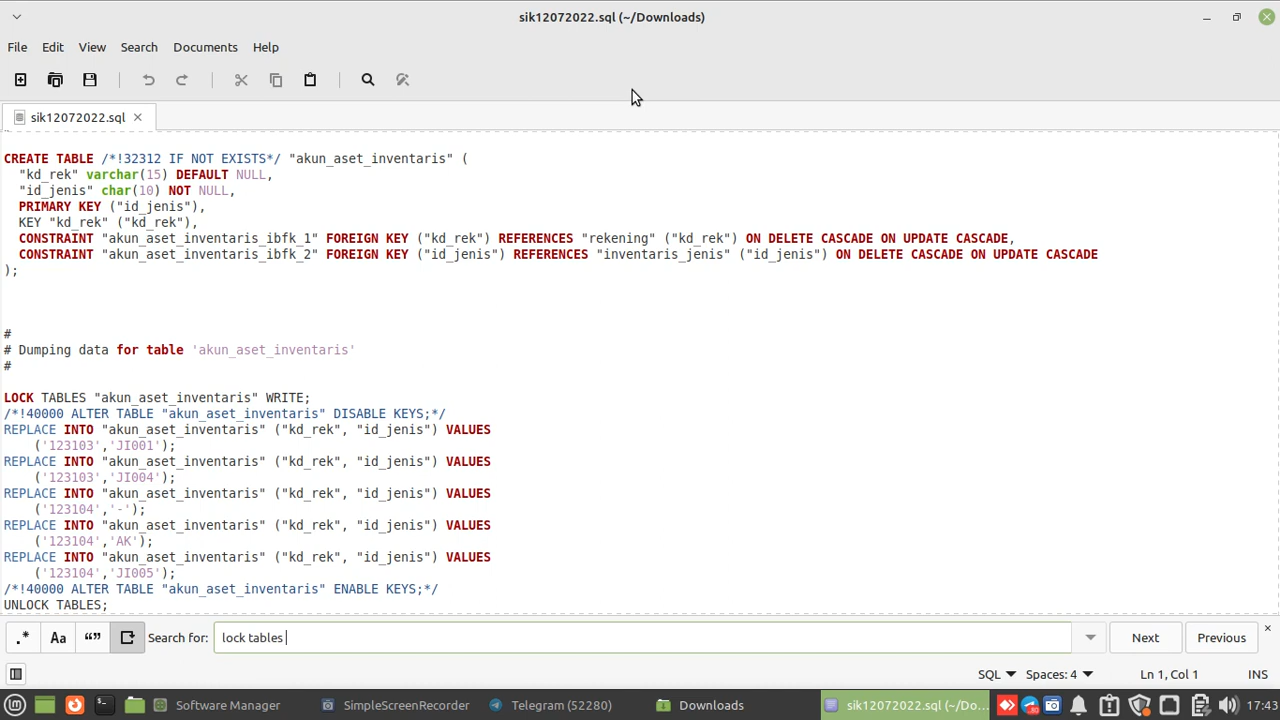 sik12072022.sql (~/Downloads)
File Edit View Search Documents Help
sik12072022.sql
CREATE TABLE /*!32312 IF NOT EXISTS*/ "akun_aset_inventaris" (
  "kd_rek" varchar(15) DEFAULT NULL,
  "id_jenis" char(10) NOT NULL,
  PRIMARY KEY ("id_jenis"),
  KEY "kd_rek" ("kd_rek"),
  CONSTRAINT "akun_aset_inventaris_ibfk_1" FOREIGN KEY ("kd_rek") REFERENCES "rekening" ("kd_rek") ON DELETE CASCADE ON UPDATE CASCADE,
  CONSTRAINT "akun_aset_inventaris_ibfk_2" FOREIGN KEY ("id_jenis") REFERENCES "inventaris_jenis" ("id_jenis") ON DELETE CASCADE ON UPDATE CASCADE
);
#
# Dumping data for table 'akun_aset_inventaris'
#
LOCK TABLES "akun_aset_inventaris" WRITE;
/*!40000 ALTER TABLE "akun_aset_inventaris" DISABLE KEYS;*/
REPLACE INTO "akun_aset_inventaris" ("kd_rek", "id_jenis") VALUES
    ('123103','JI001');
REPLACE INTO "akun_aset_inventaris" ("kd_rek", "id_jenis") VALUES
    ('123103','JI004');
REPLACE INTO "akun_aset_inventaris" ("kd_rek", "id_jenis") VALUES
    ('123104','-');
REPLACE INTO "akun_aset_inventaris" ("kd_rek", "id_jenis") VALUES
    ('123104','AK');
REPLACE INTO "akun_aset_inventaris" ("kd_rek", "id_jenis") VALUES
    ('123104','JI005');
/*!40000 ALTER TABLE "akun_aset_inventaris" ENABLE KEYS;*/
UNLOCK TABLES;
.* Aa “” Search for: lock tables Next Previous
SQL Spaces: 4 Ln 1, Col 1 INS
Software Manager SimpleScreenRecorder Telegram (52280) Downloads sik12072022.sql (~/Do... 17:43